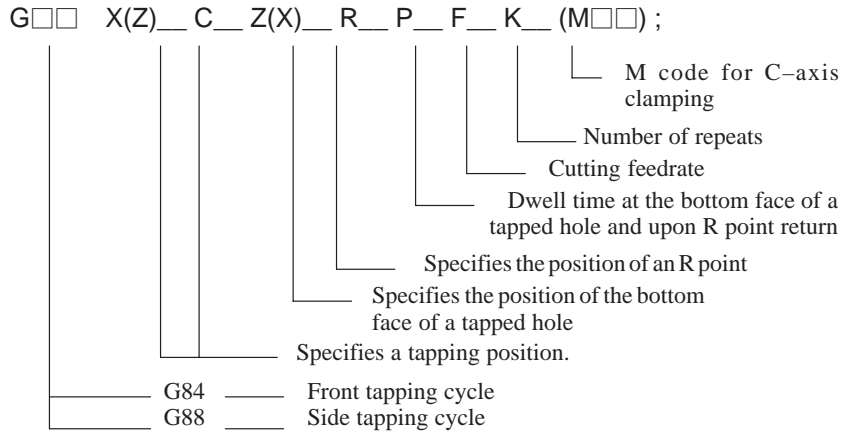 G□□ X(Z)__ C__ Z(X)__ R__ P__ F__ K__ (M□□) ;
M code for C–axis
clamping
Number of repeats
Cutting feedrate
Dwell time at the bottom face of a
tapped hole and upon R point return
Specifies the position of an R point
Specifies the position of the bottom
face of a tapped hole
Specifies a tapping position.
G84 Front tapping cycle
G88 Side tapping cycle